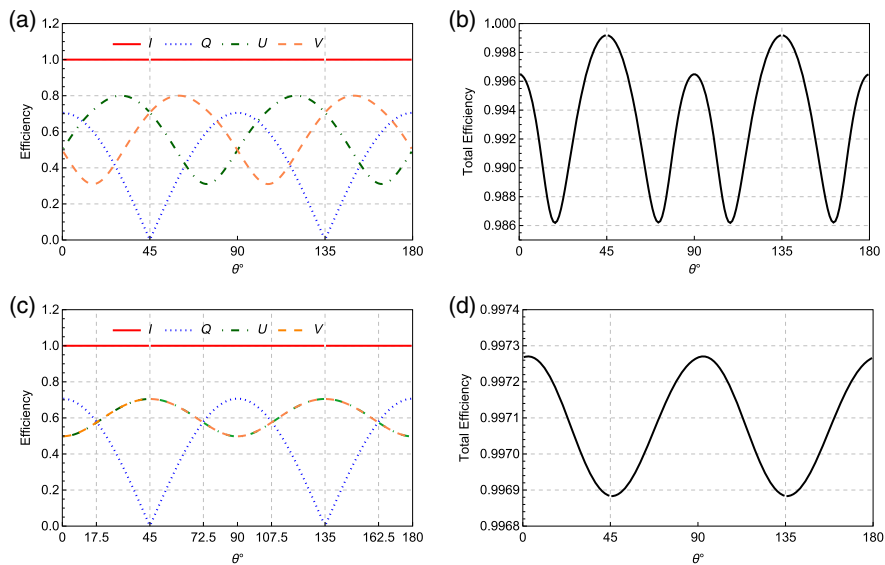 (a)
1.2
1.0
0.8
0.6
0.4
0.2
0.0
Efficiency
I Q U V
0 45 90 135 180
θ°
(b)
1.000
0.998
0.996
0.994
0.992
0.990
0.988
0.986
Total Efficiency
0 45 90 135 180
θ°
(c)
1.2
1.0
0.8
0.6
0.4
0.2
0.0
Efficiency
I Q U V
0 17.5 45 72.5 90 107.5 135 162.5 180
θ°
(d)
0.9974
0.9973
0.9972
0.9971
0.9970
0.9969
0.9968
Total Efficiency
0 45 90 135 180
θ°